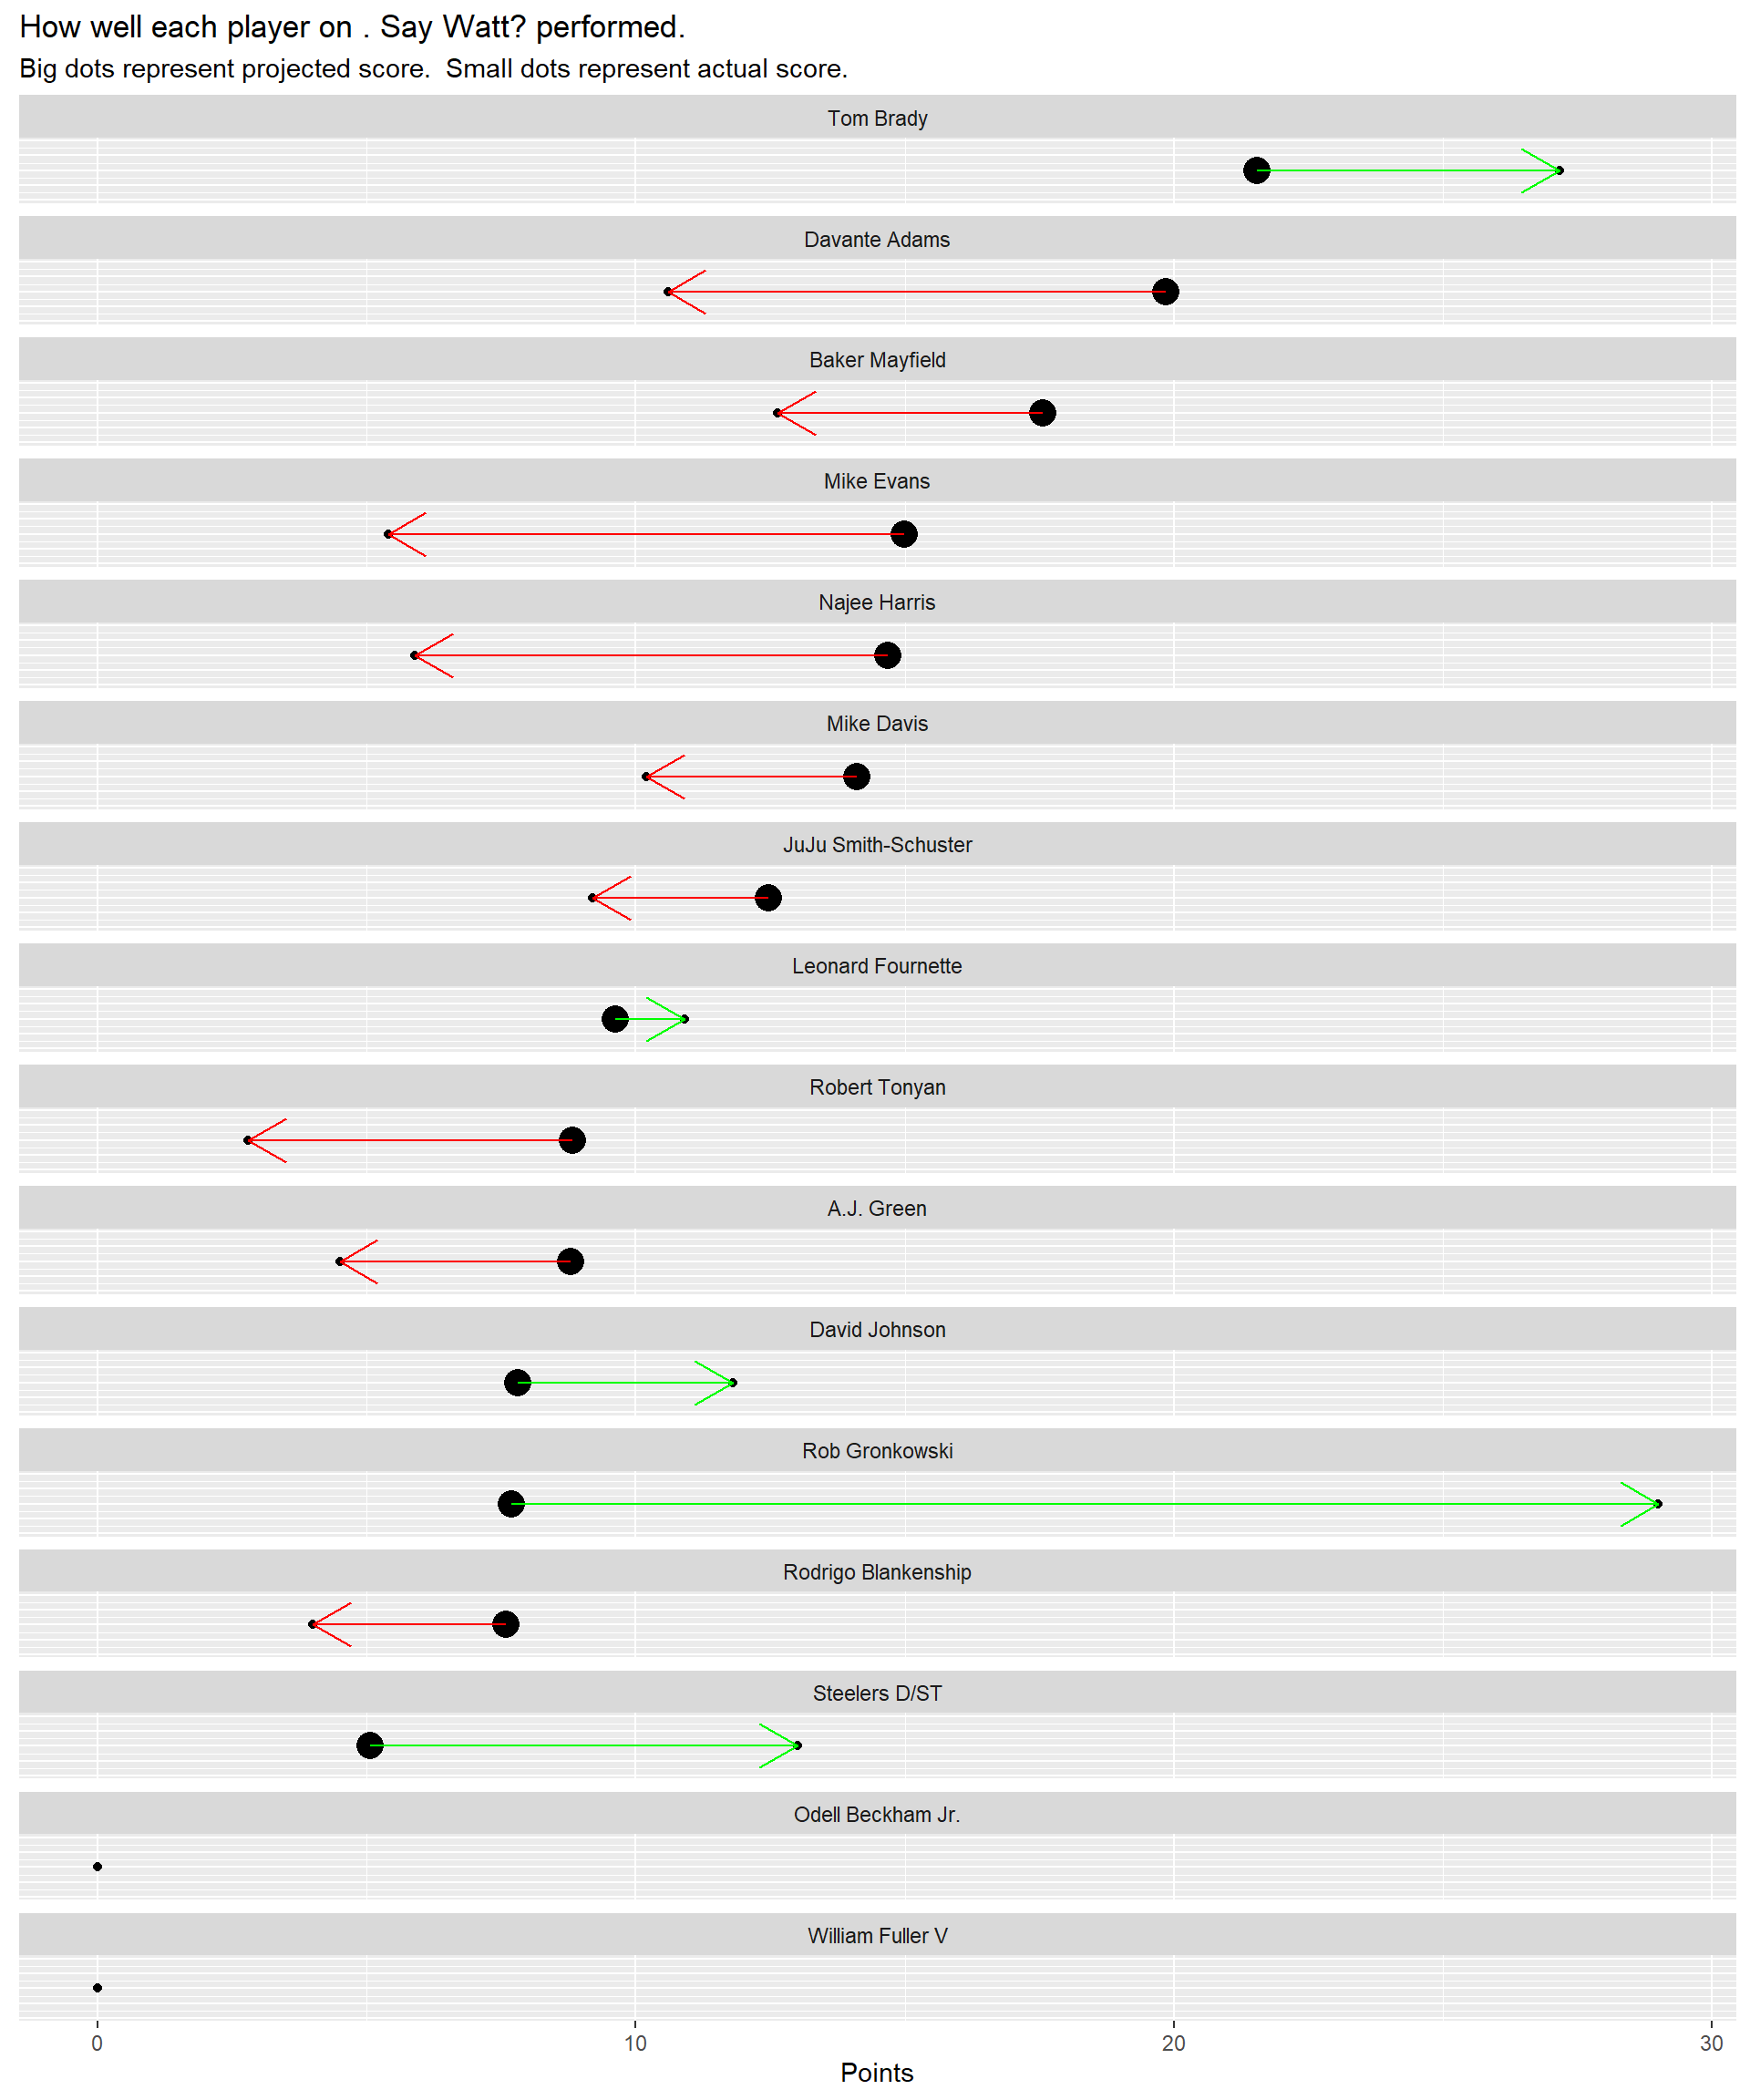 How well each player on . Say Watt? performed.
Big dots represent projected score.  Small dots represent actual score.
Tom Brady
Davante Adams
Baker Mayfield
Mike Evans
Najee Harris
Mike Davis
JuJu Smith-Schuster
Leonard Fournette
Robert Tonyan
A.J. Green
David Johnson
Rob Gronkowski
Rodrigo Blankenship
Steelers D/ST
Odell Beckham Jr.
William Fuller V
0 10 20 30
Points